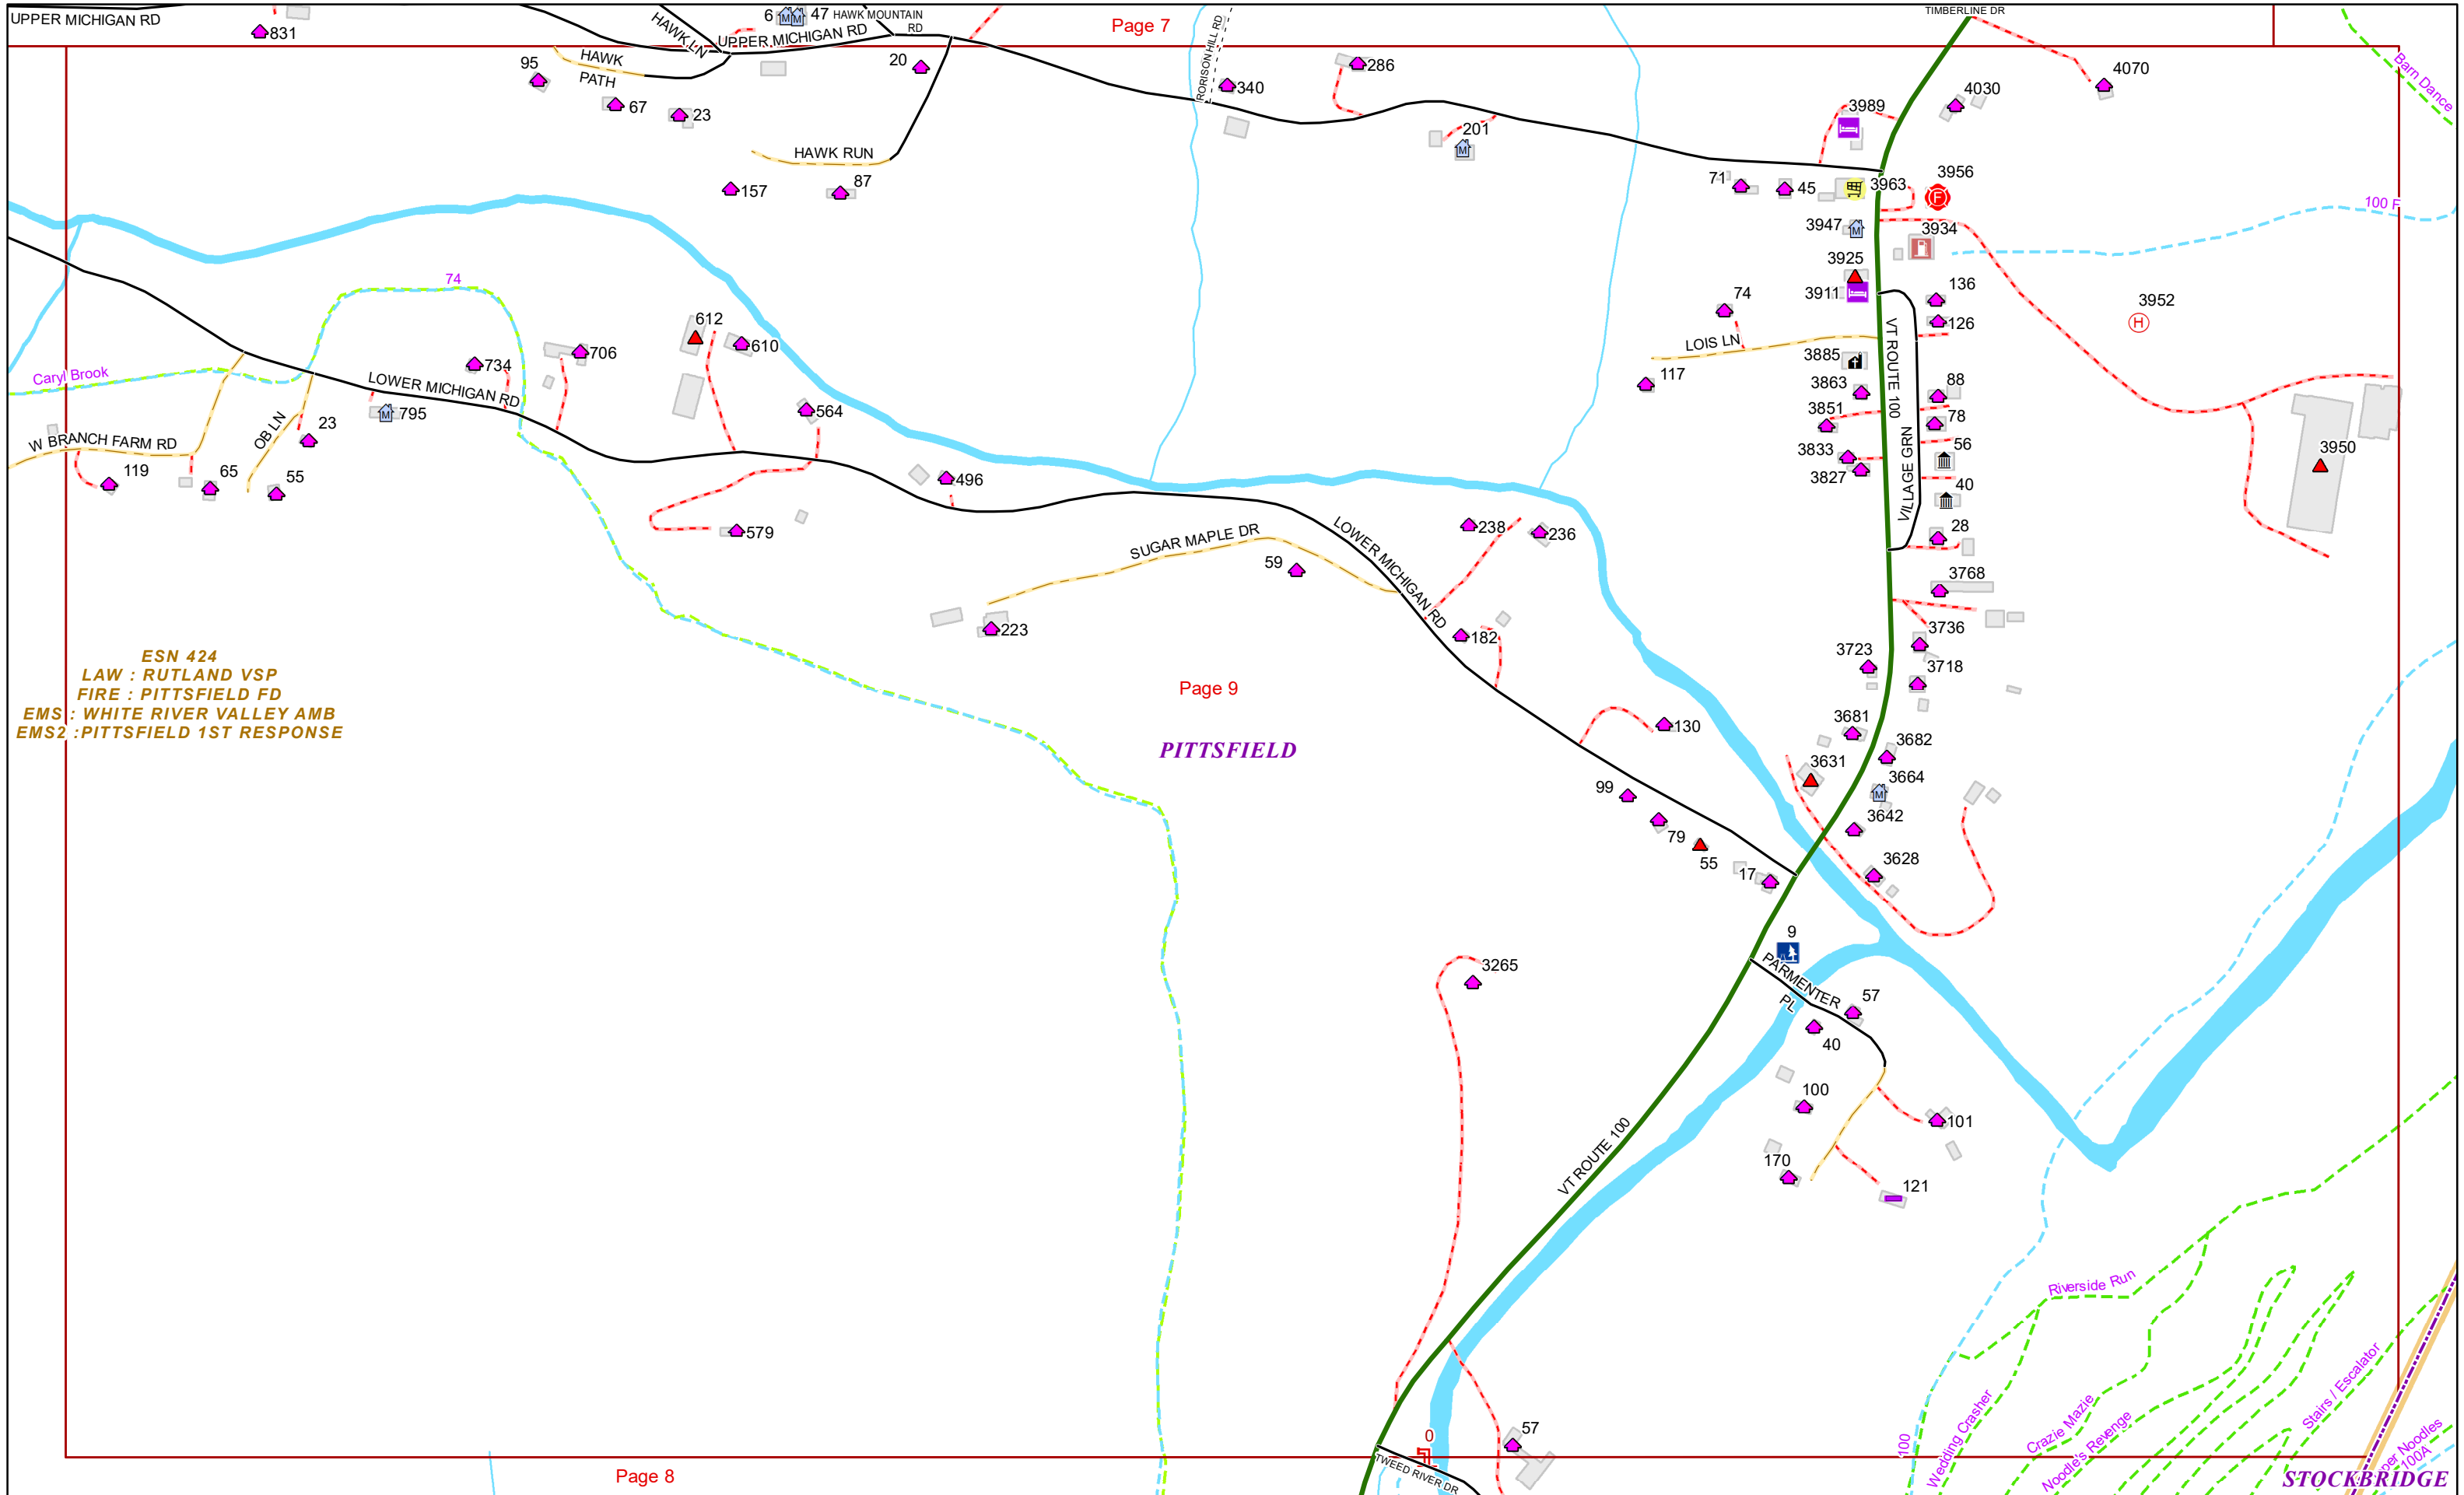 UPPER MICHIGAN RD
831
6
47
HAWK MOUNTAIN
RD
HAWK LN
UPPER MICHIGAN RD
Page 7
RORISON HILL RD
TIMBERLINE DR
Barn Dance
HAWK
PATH
95
67
23
20
340
286
201
3989
4030
4070
HAWK RUN
157
87
71
45
3963
3956
F
100 F
3947
3934
3925
3911
136
126
3952
H
74
74
LOIS LN
117
VT ROUTE 100
VILLAGE GRN
3885
3863
3851
3833
3827
88
78
56
40
28
3950
Caryl Brook
612
610
706
734
LOWER MICHIGAN RD
795
564
W BRANCH FARM RD
OB LN
23
119
65
55
496
579
SUGAR MAPLE DR
59
223
LOWER MICHIGAN RD
238
236
182
3768
3736
3723
3718
ESN 424
LAW : RUTLAND VSP
FIRE : PITTSFIELD FD
EMS : WHITE RIVER VALLEY AMB
EMS2 :PITTSFIELD 1ST RESPONSE
Page 9
PITTSFIELD
130
3681
3682
3631
3664
3642
3628
99
79
55
17
9
PARMENTER
PL
57
40
100
101
170
121
3265
VT ROUTE 100
57
0
TWEED RIVER DR
Page 8
Riverside Run
100
Wedding Crasher
Crazie Mazie
Noodle's Revenge
Stairs / Escalator
per Noodles
100A
STOCKBRIDGE